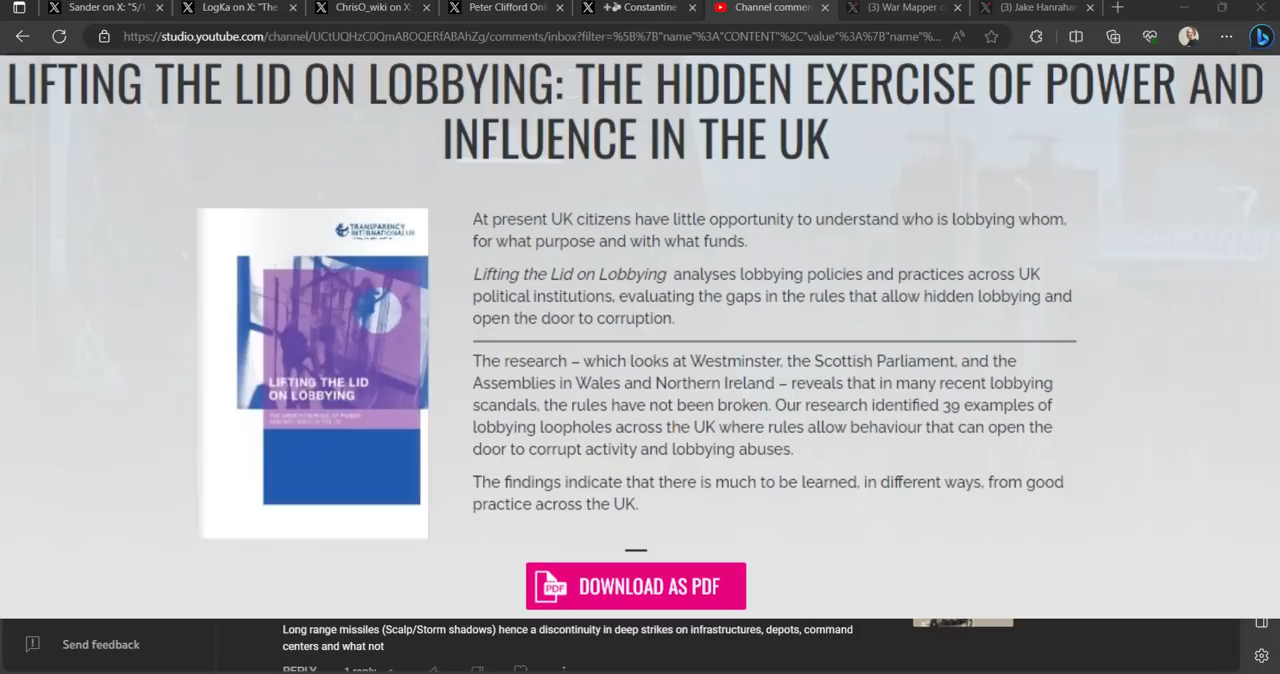 Sander on X: "5/1
LogKa on X: "The
ChrisO_wiki on X:
Peter Clifford Onl
Constantine
Channel commen
(3) War Mapper o
(3) Jake Hanrahan
https://studio.youtube.com/channel/UCtUQHzC0QmABOQERfABAhZg/comments/inbox?filter=%5B%7B"name"%3A"CONTENT"%2C"value"%3A%7B"name"%...
LIFTING THE LID ON LOBBYING: THE HIDDEN EXERCISE OF POWER AND
INFLUENCE IN THE UK
TRANSPARENCY
INTERNATIONAL UK
LIFTING THE LID
ON LOBBYING
At present UK citizens have little opportunity to understand who is lobbying whom,
for what purpose and with what funds.
Lifting the Lid on Lobbying analyses lobbying policies and practices across UK
political institutions, evaluating the gaps in the rules that allow hidden lobbying and
open the door to corruption.
The research – which looks at Westminster, the Scottish Parliament, and the
Assemblies in Wales and Northern Ireland – reveals that in many recent lobbying
scandals, the rules have not been broken. Our research identified 39 examples of
lobbying loopholes across the UK where rules allow behaviour that can open the
door to corrupt activity and lobbying abuses.
The findings indicate that there is much to be learned, in different ways, from good
practice across the UK.
PDF
DOWNLOAD AS PDF
Send feedback
Long range missiles (Scalp/Storm shadows) hence a discontinuity in deep strikes on infrastructures, depots, command
centers and what not
REPLY 1 reply